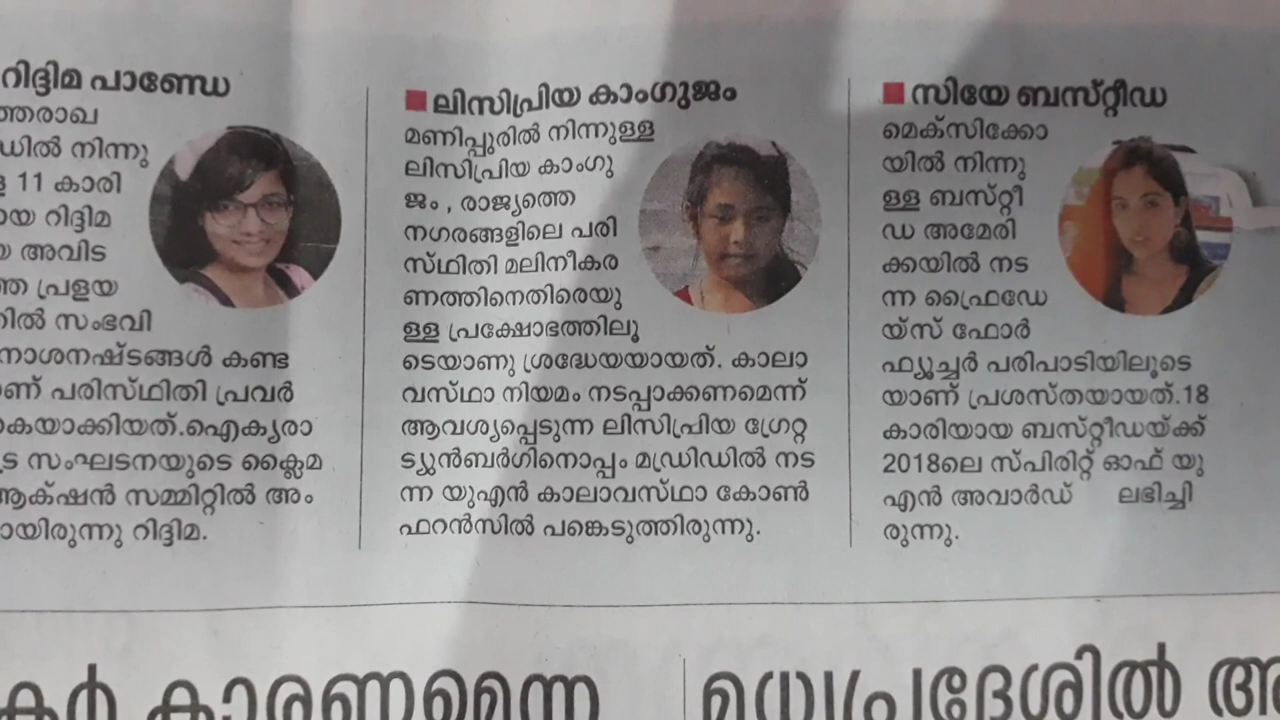 റിദ്ദിമ പാണ്ഡേ
ത്തരാഖ
ഡിൽ നിന്നു
ള 11 കാരി
ായ റിദ്ദിമ
യ അവിട
ത്തെ പ്രളയ
ിൽ സംഭവി
നാശനഷ്ടങ്ങൾ കണ്ട
ണ് പരിസ്ഥിതി പ്രവർ
കയാക്കിയത്.ഐക്യരാ
ട സംഘടനയുടെ ക്ലൈമ
ആക്ഷൻ സമ്മിറ്റിൽ അം
ായിരുന്നു റിദ്ദിമ.
ലിസിപ്രിയ കാംഗുജം
മണിപ്പുരിൽ നിന്നുള്ള
ലിസിപ്രിയ കാംഗു
ജം , രാജ്യത്തെ
നഗരങ്ങളിലെ പരി
സ്ഥിതി മലിനീകര
ണത്തിനെതിരെയു
ള്ള പ്രക്ഷോഭത്തിലൂ
ടെയാണു ശ്രദ്ധേയയായത്. കാലാ
വസ്ഥാ നിയമം നടപ്പാക്കണമെന്ന്
ആവശ്യപ്പെടുന്ന ലിസിപ്രിയ ഗ്രേറ്റ
ട്യുൻബർഗിനൊപ്പം മഡ്രിഡിൽ നട
ന്ന യുഎൻ കാലാവസ്ഥാ കോൺ
ഫറൻസിൽ പങ്കെടുത്തിരുന്നു.
സിയേ ബസ്റ്റീഡ
മെക്സിക്കോ
യിൽ നിന്നു
ള്ള ബസ്റ്റീ
ഡ അമേരി
ക്കയിൽ നട
ന്ന ഫ്രൈഡേ
യ്സ് ഫോർ
ഫ്യൂച്ചർ പരിപാടിയിലൂടെ
യാണ് പ്രശസ്തയായത്.18
കാരിയായ ബസ്റ്റീഡയ്ക്ക്
2018ലെ സ്പിരിറ്റ് ഓഫ് യു
എൻ അവാർഡ് ലഭിച്ചി
രുന്നു.
കാരണമെന്ന
മധ്യപ്രദേശിൽ അ